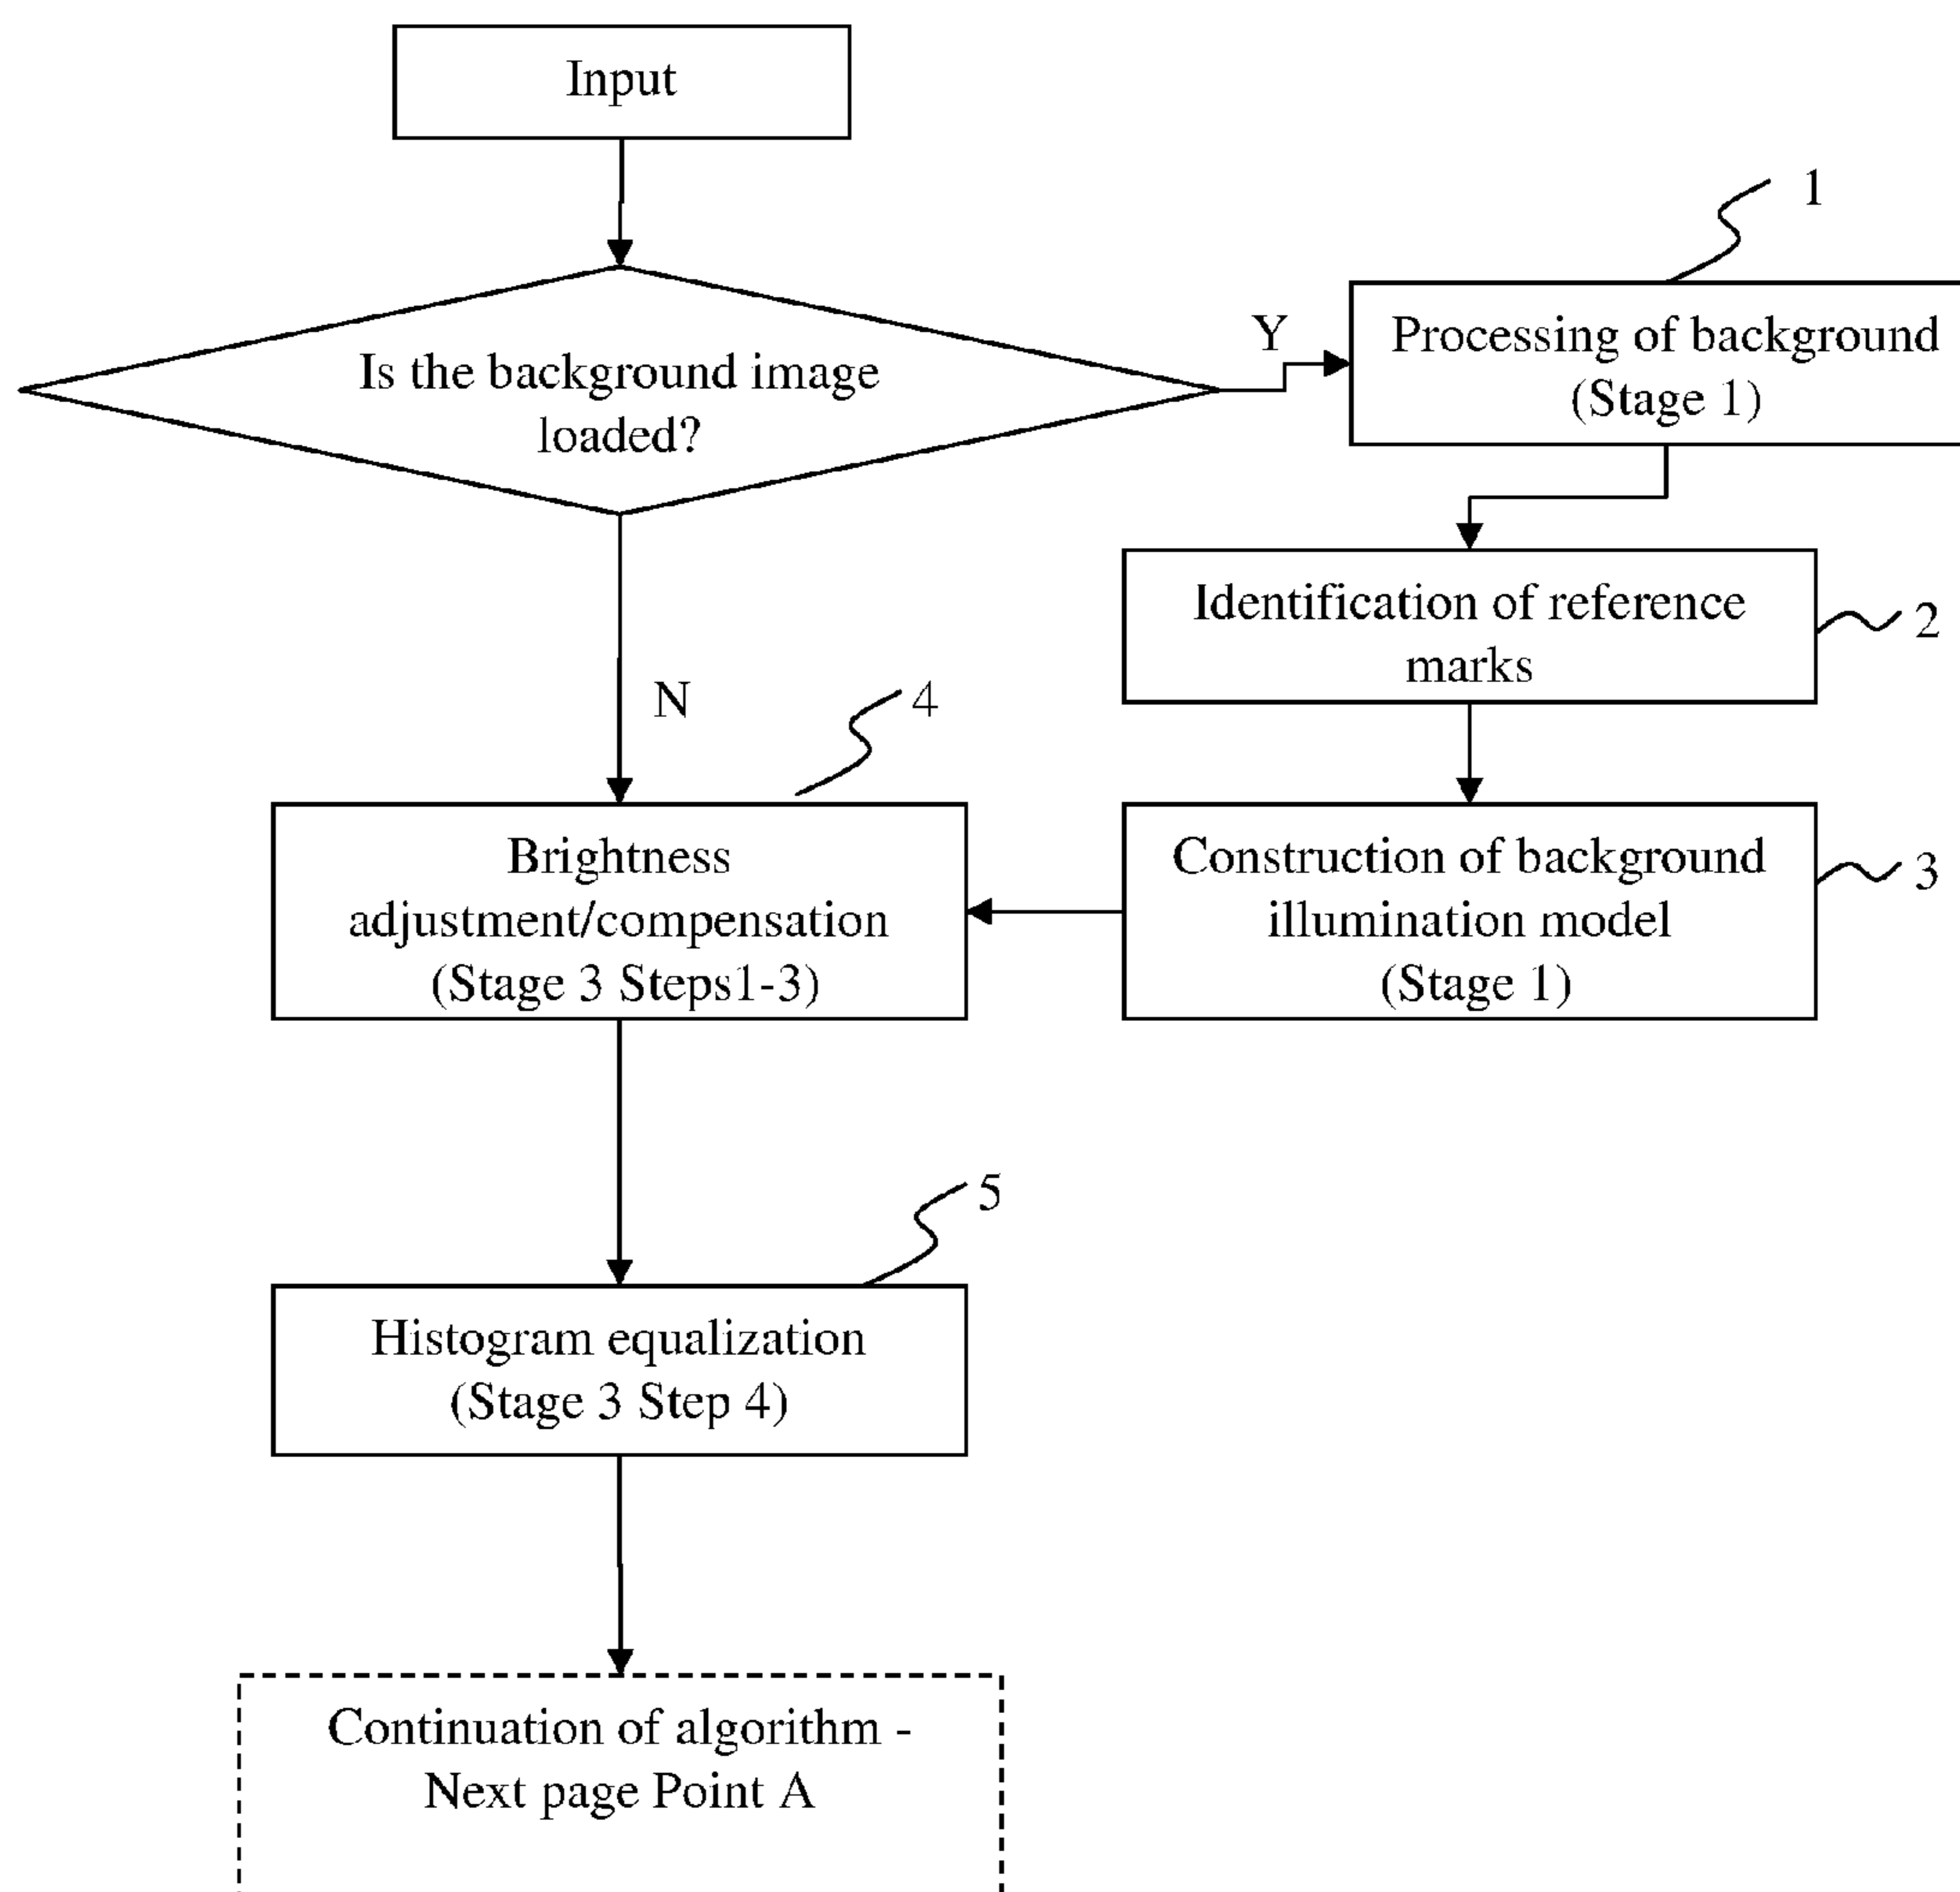 Input
1
Is the background image
loaded?
Y
Processing of background
(Stage 1)
Identification of reference
marks
2
N
4
Brightness
adjustment/compensation
(Stage 3 Steps1-3)
Construction of background
illumination model
(Stage 1)
3
5
Histogram equalization
(Stage 3 Step 4)
Continuation of algorithm -
Next page Point A